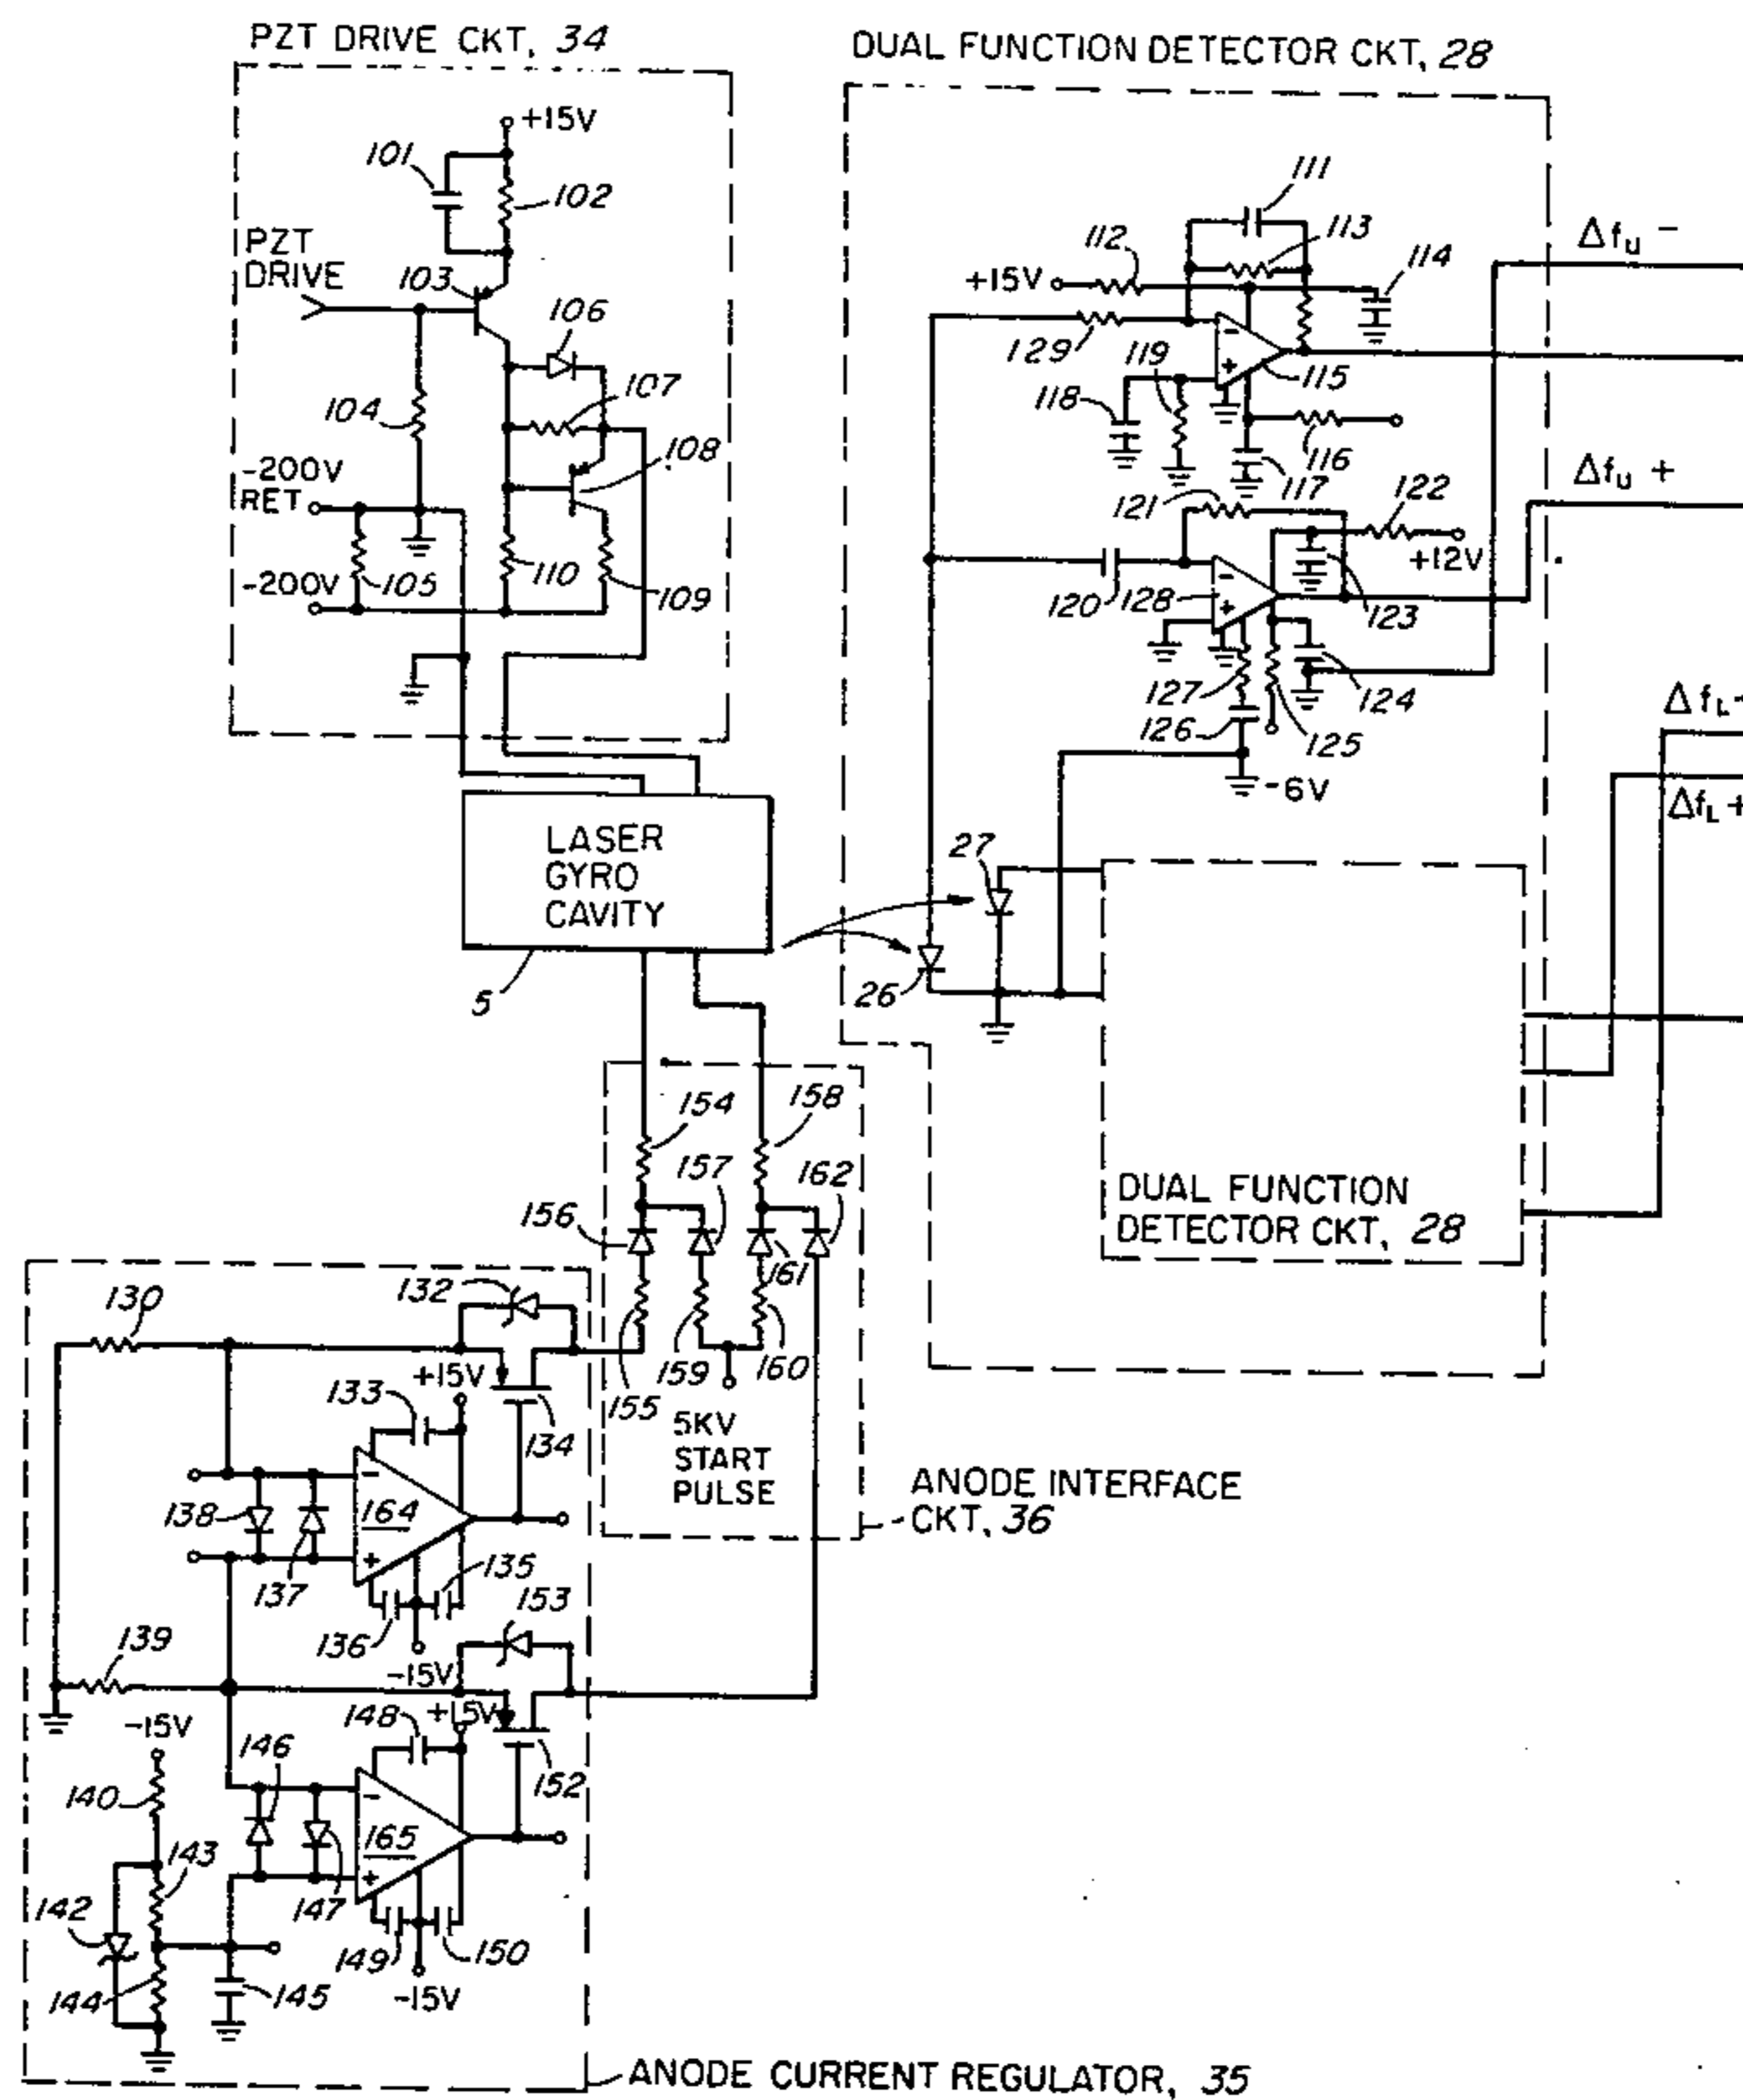 PZT DRIVE CKT, 34
DUAL FUNCTION DETECTOR CKT, 28
+15V
101
102
PZT
DRIVE
103
106
107
104
108
-200V
RET
-200V
105
110
109
111
112
113
114
+15V
129
119
115
118
116
117
121
122
+12V
120
128
123
127
124
126
125
-6V
Δfu -
Δfu +
ΔfL+
ΔfL+
LASER
GYRO
CAVITY
5
27
26
DUAL FUNCTION
DETECTOR CKT, 28
154
158
157
162
156
161
155
159
160
5KV
START
PULSE
ANODE INTERFACE
CKT, 36
130
132
+15V
133
134
138
164
-
+
137
135
136
-15V
153
139
-15V
148
+15V
146
152
140
165
-
+
143
142
147
149
150
144
145
-15V
ANODE CURRENT REGULATOR, 35